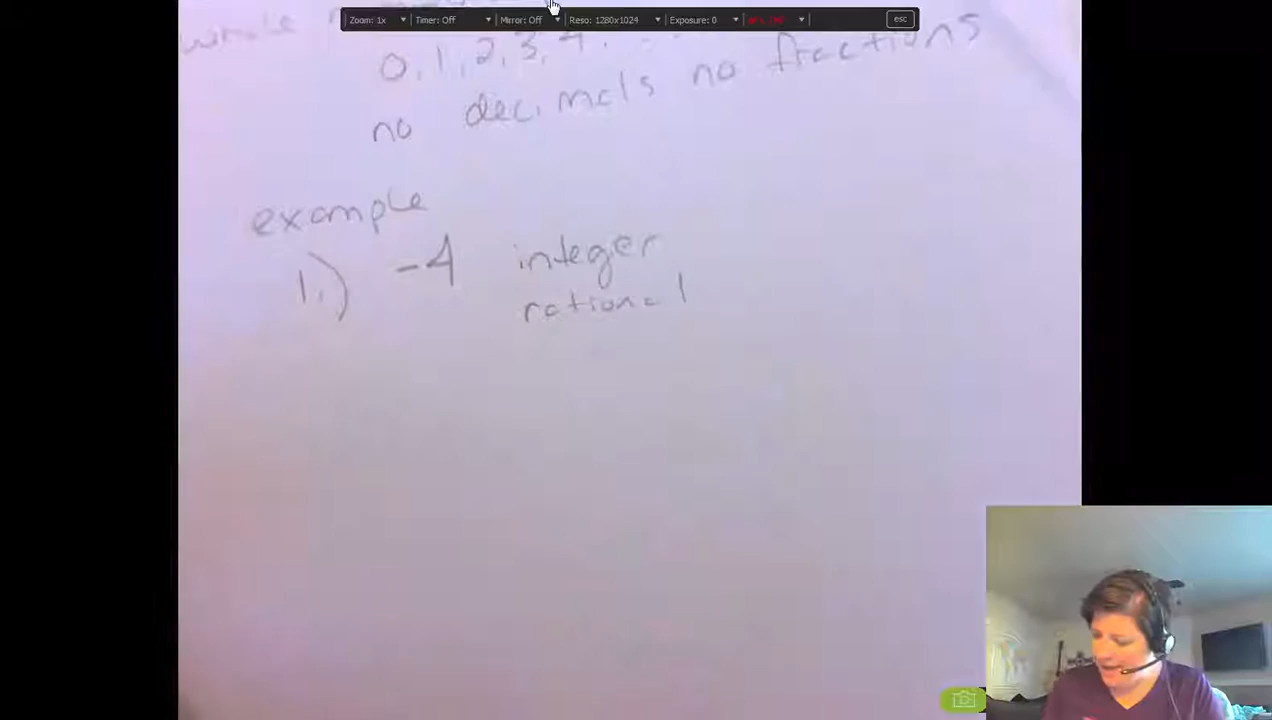 Zoom: 1x Timer: Off Mirror: Off Reso: 1280x1024 Exposure: 0 esc
whole
0, 1, 2, 3, 4. . .
no decimals no fractions
example
1.) -4 integer
rational